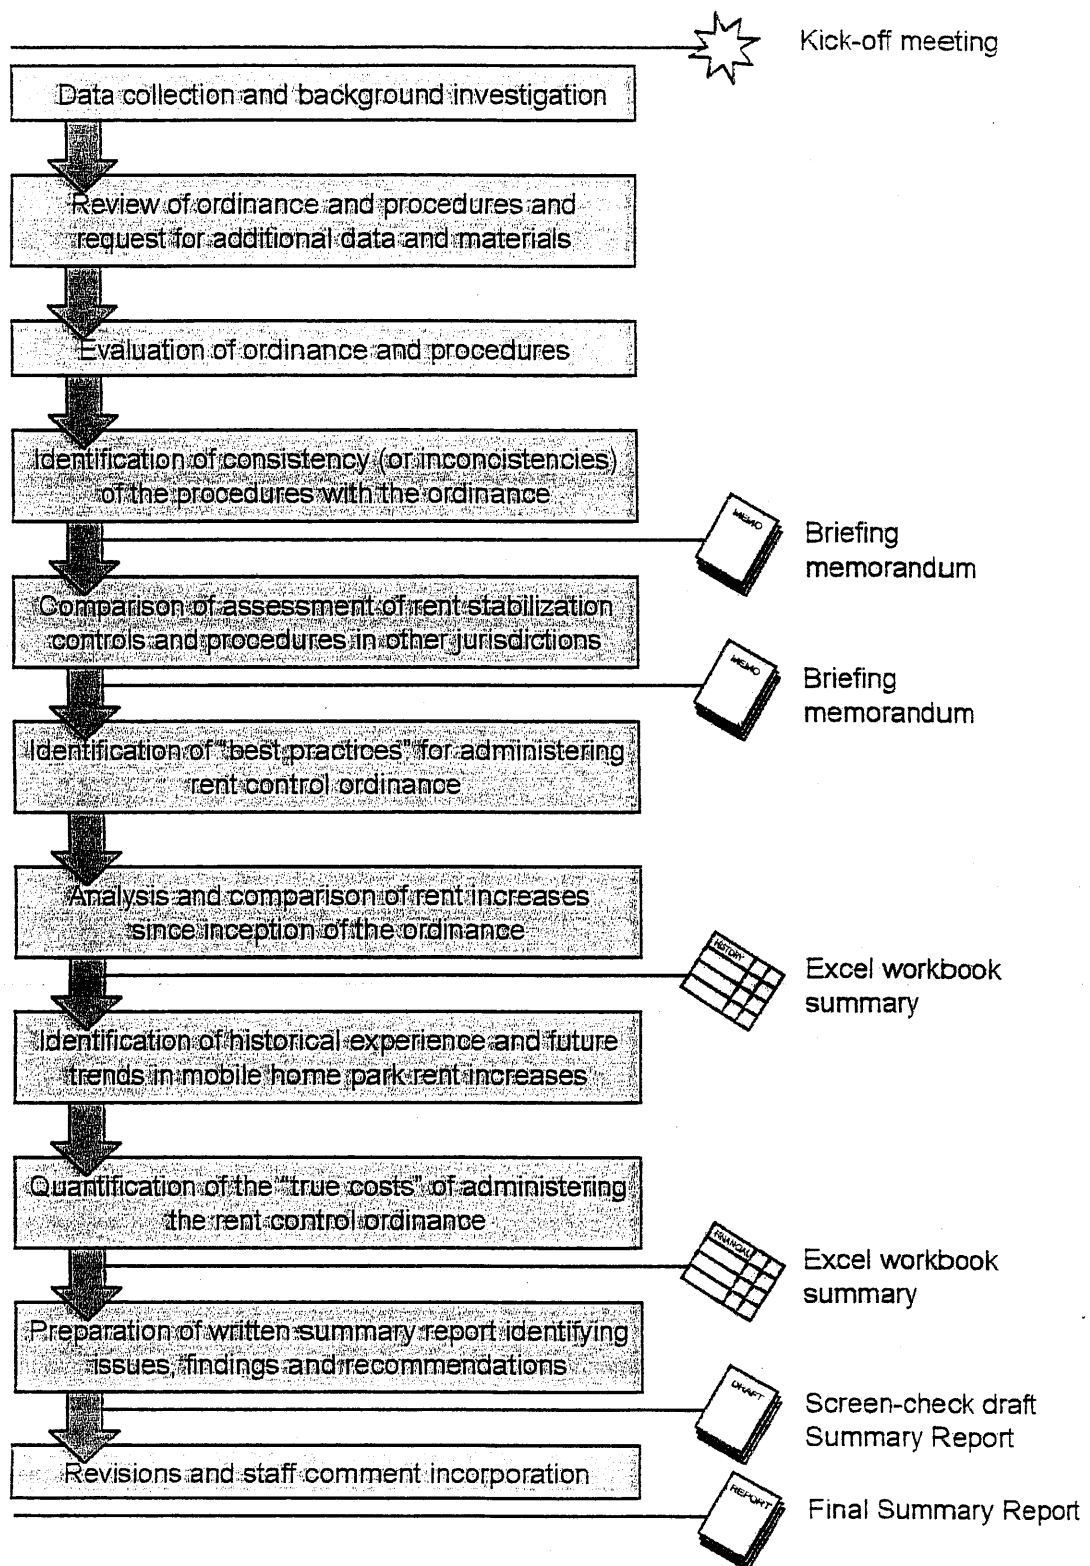 Kick-off meeting
Data collection and background investigation
Review of ordinance and procedures and
request for additional data and materials
Evaluation of ordinance and procedures
Identification of consistency (or inconcistencies)
of the procedures with the ordinance
MEMO
Briefing
memorandum
Comparison of assessment of rent stabilization
controls and procedures in other jurisdictions
MEMO
Briefing
memorandum
Identification of "best practices" for administering
rent control ordinance
Analysis and comparison of rent increases
since inception of the ordinance
HISTORY
Excel workbook
summary
Identification of historical experience and future
trends in mobile home park rent increases
Quantification of the "true costs" of administering
the rent control ordinance
FINANCIAL
Excel workbook
summary
Preparation of written summary report identifying
issues, findings and recommendations
DRAFT
Screen-check draft
Summary Report
Revisions and staff comment incorporation
REPORT
Final Summary Report